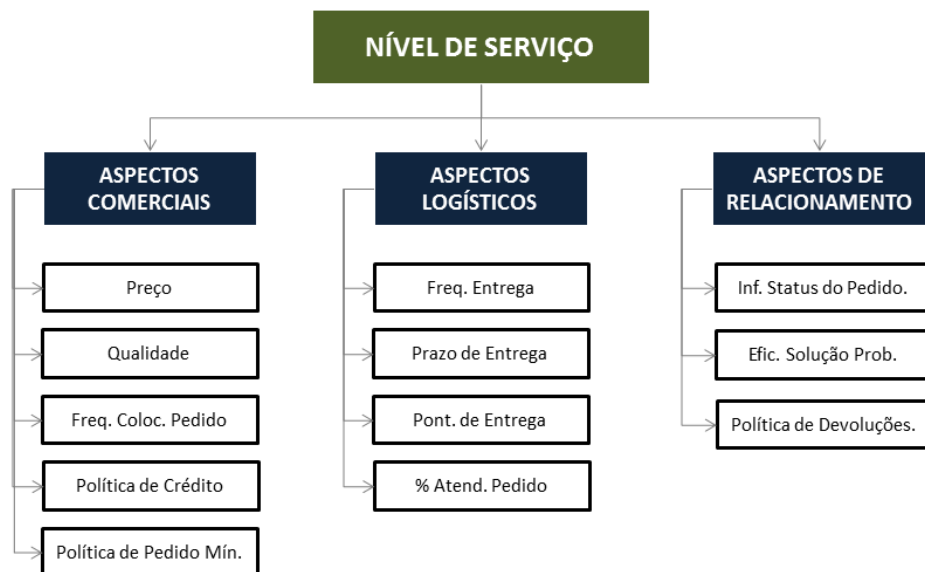 NÍVEL DE SERVIÇO
ASPECTOS
COMERCIAIS
Preço
Qualidade
Freq. Coloc. Pedido
Política de Crédito
Política de Pedido Mín.
ASPECTOS
LOGÍSTICOS
Freq. Entrega
Prazo de Entrega
Pont. de Entrega
% Atend. Pedido
ASPECTOS DE
RELACIONAMENTO
Inf. Status do Pedido.
Efic. Solução Prob.
Política de Devoluções.